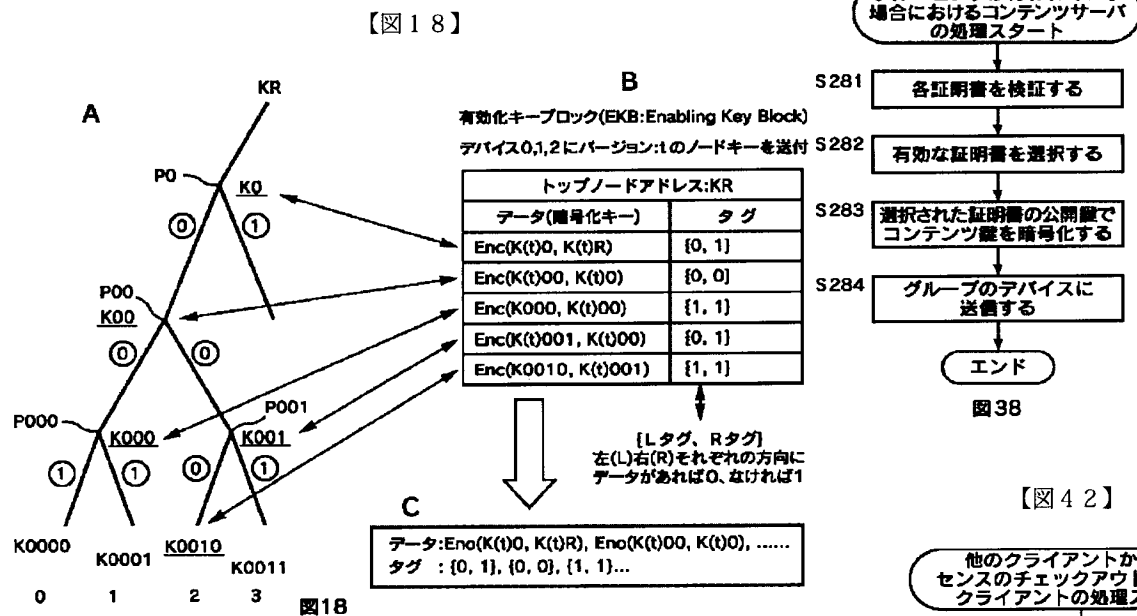 【図１８】
A
KR
P0
K0
0
1
P00
K00
0
0
P000
K000
P001
K001
1
1
0
1
K0000
K0001
K0010
K0011
0
1
2
3
図18
B
有効化キーブロック(EKB:Enabling Key Block)
デバイス0,1,2にバージョン:tのノードキーを送付
トップノードアドレス:KR
データ(暗号化キー) タグ
Enc(K(t)0, K(t)R) {0, 1}
Enc(K(t)00, K(t)0) {0, 0}
Enc(K000, K(t)00) {1, 1}
Enc(K(t)001, K(t)00) {0, 1}
Enc(K0010, K(t)001) {1, 1}
{Lタグ、Rタグ}
左(L)右(R)それぞれの方向に
データがあれば0、なければ1
C
データ:Enc(K(t)0, K(t)R), Enc(K(t)00, K(t)0), ......
タグ :{0, 1}, {0, 0}, {1, 1}...
場合におけるコンテンツサーバ
の処理スタート
S281
各証明書を検証する
S282
有効な証明書を選択する
S283
選択された証明書の公開鍵で
コンテンツ鍵を暗号化する
S284
グループのデバイスに
送信する
エンド
図38
【図４２】
他のクライアントか
センスのチェックアウト
クライアントの処理ス